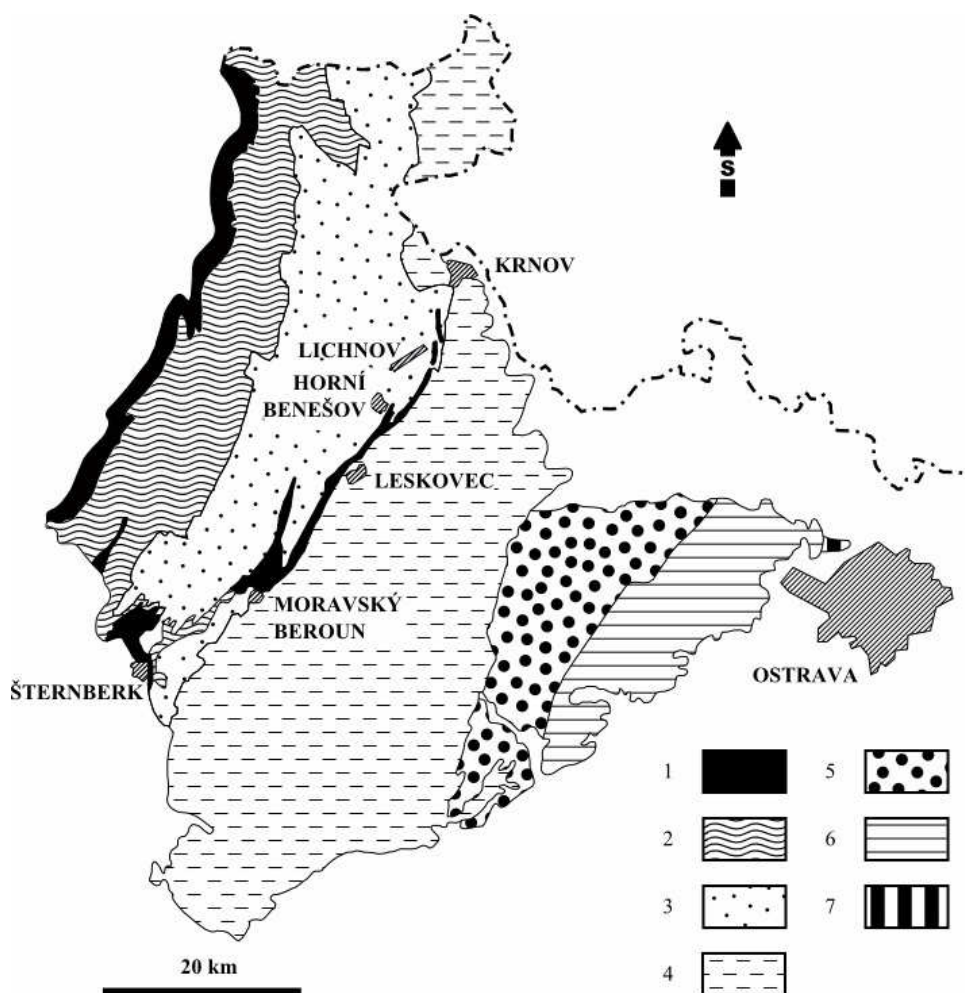 S
KRNOV
LICHNOV
HORNÍ
BENEŠOV
LESKOVEC
MORAVSKÝ
BEROUN
OSTRAVA
ŠTERNBERK
1
5
2
6
3
7
20 km
4